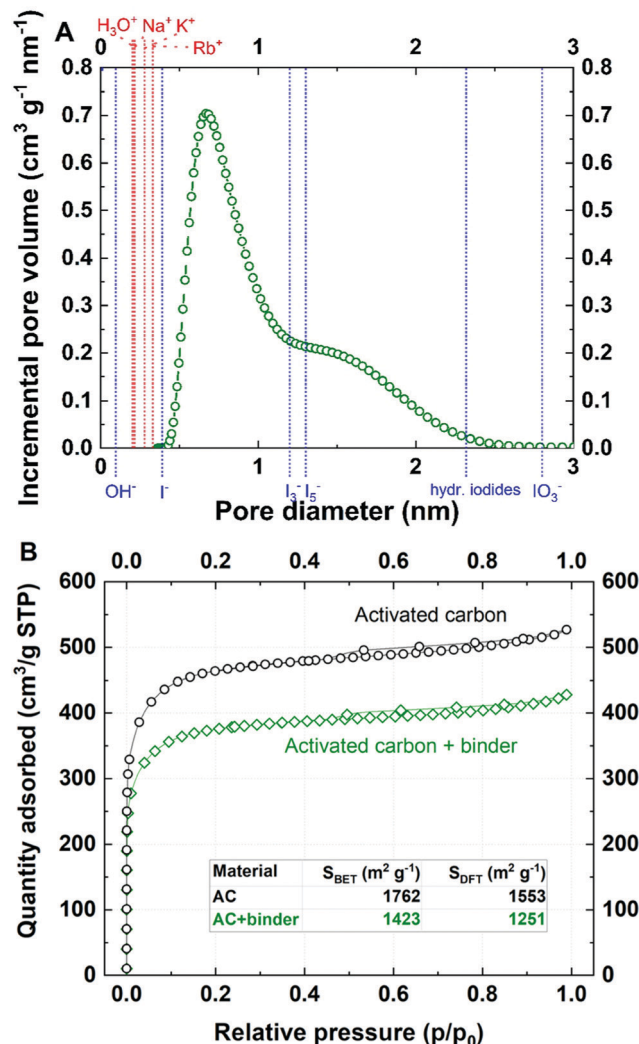 H₃O⁺ Na⁺ K⁺
Rb⁺
A
0 1 2 3
Incremental pore volume (cm³ g⁻¹ nm⁻¹)
0.8 0.8
0.7 0.7
0.6 0.6
0.5 0.5
0.4 0.4
0.3 0.3
0.2 0.2
0.1 0.1
0.0 0.0
0 1 2 3
OH⁻ I⁻ I₃⁻ I₅⁻ hydr. iodides IO₃⁻
Pore diameter (nm)
B
0.0 0.2 0.4 0.6 0.8 1.0
Quantity adsorbed (cm³/g STP)
600 600
500 500
400 400
300 300
200 200
100 100
0 0
Activated carbon
Activated carbon + binder
Material S_BET (m² g⁻¹) S_DFT (m² g⁻¹)
AC 1762 1553
AC+binder 1423 1251
0.0 0.2 0.4 0.6 0.8 1.0
Relative pressure (p/p₀)